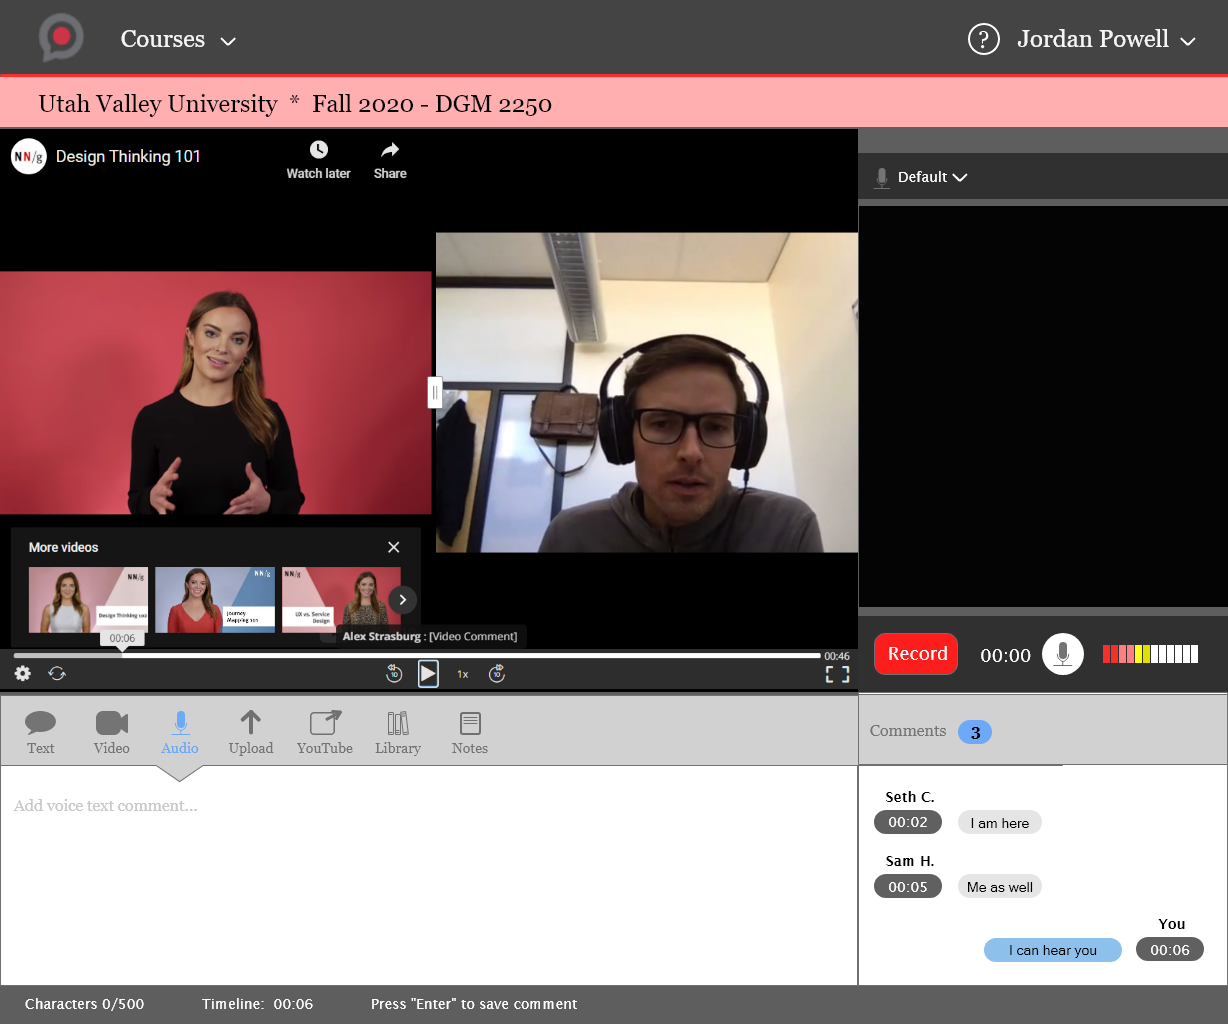 Courses
? Jordan Powell
Utah Valley University * Fall 2020 - DGM 2250
NN/g Design Thinking 101
Watch later Share
Default
More videos
NN/g
Design Thinking 102
NN/g
Journey
Mapping 101
NN/g
UX vs. Service
Design
00:06
Alex Strasburg : [Video Comment]
00:46
10 1x 10
Record 00:00
Text Video Audio Upload YouTube Library Notes
Comments 3
Add voice text comment...
Seth C.
00:02 I am here
Sam H.
00:05 Me as well
You
I can hear you 00:06
Characters 0/500 Timeline: 00:06 Press "Enter" to save comment